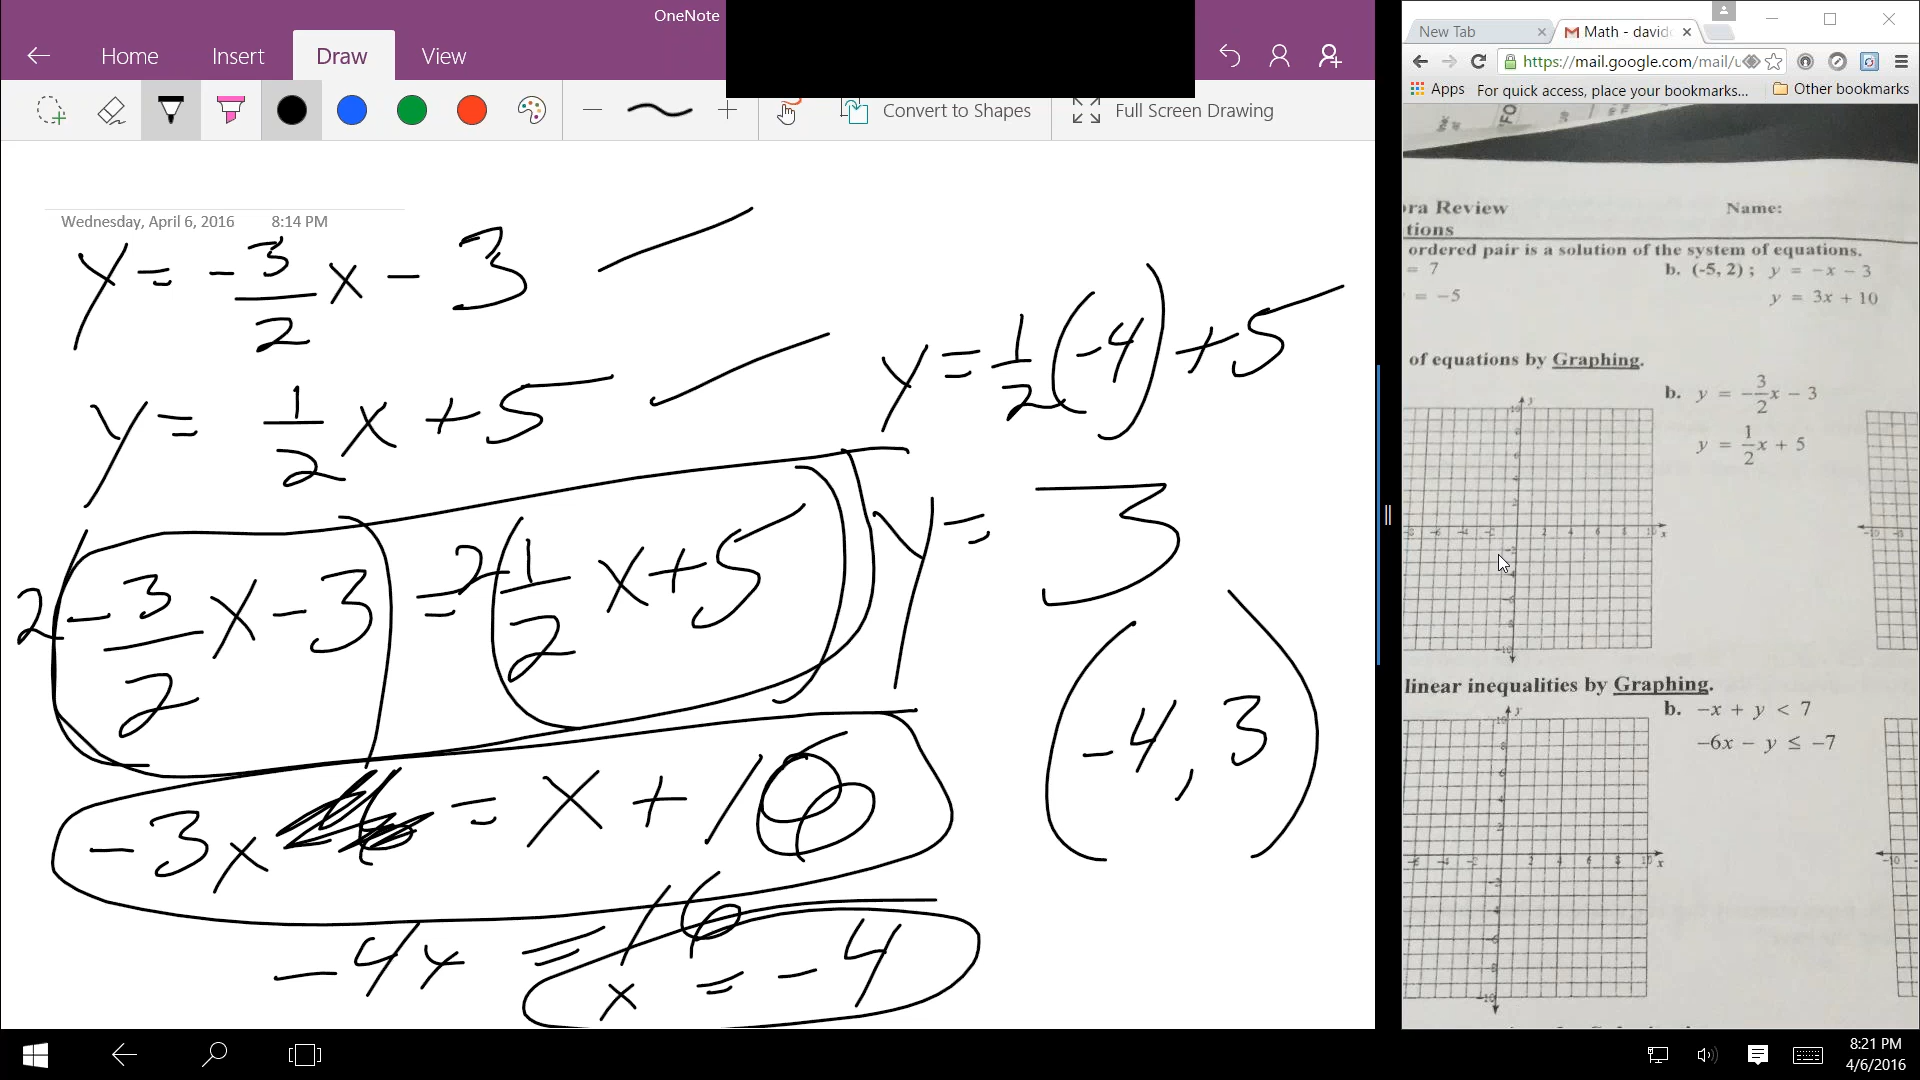 OneNote
Home Insert Draw View
Convert to Shapes Full Screen Drawing
Wednesday, April 6, 2016 8:14 PM
y = -3/2 x - 3
y = 1/2 x + 5
2(-3/2 x - 3) = 2(1/2 x + 5)
-3x = x + 16
-4x = 16
x = -4
y = 1/2(-4) + 5
y = 3
(-4, 3)
New Tab Math - david
https://mail.google.com/mail/u
Apps For quick access, place your bookmarks... Other bookmarks
ra Review Name:
tions
ordered pair is a solution of the system of equations.
= 7 b. (-5, 2) ; y = -x - 3
= -5 y = 3x + 10
of equations by Graphing.
b. y = -3/2 x - 3
y = 1/2 x + 5
linear inequalities by Graphing.
b. -x + y < 7
-6x - y ≤ -7
8:21 PM
4/6/2016